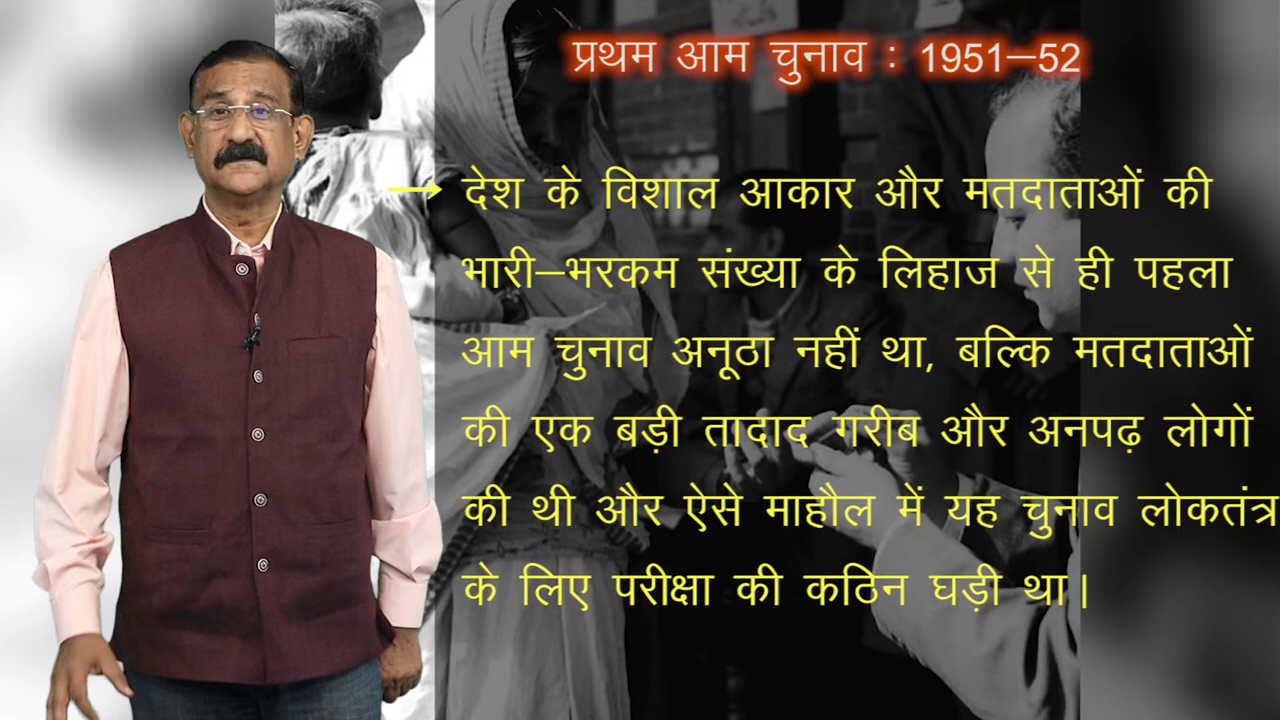 प्रथम आम चुनाव : 1951–52
→ देश के विशाल आकार और मतदाताओं की
भारी–भरकम संख्या के लिहाज से ही पहला
आम चुनाव अनूठा नहीं था, बल्कि मतदाताओं
की एक बड़ी तादाद गरीब और अनपढ़ लोगों
की थी और ऐसे माहौल में यह चुनाव लोकतंत्र
के लिए परीक्षा की कठिन घड़ी था।